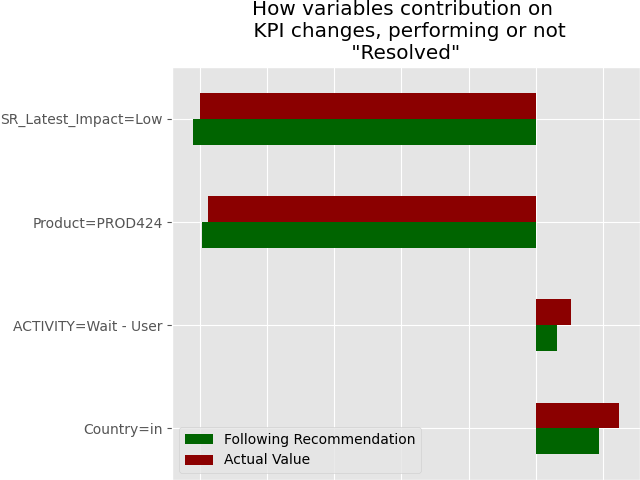 How variables contribution on
KPI changes, performing or not
"Resolved"
SR_Latest_Impact=Low
Product=PROD424
ACTIVITY=Wait - User
Country=in
Following Recommendation
Actual Value